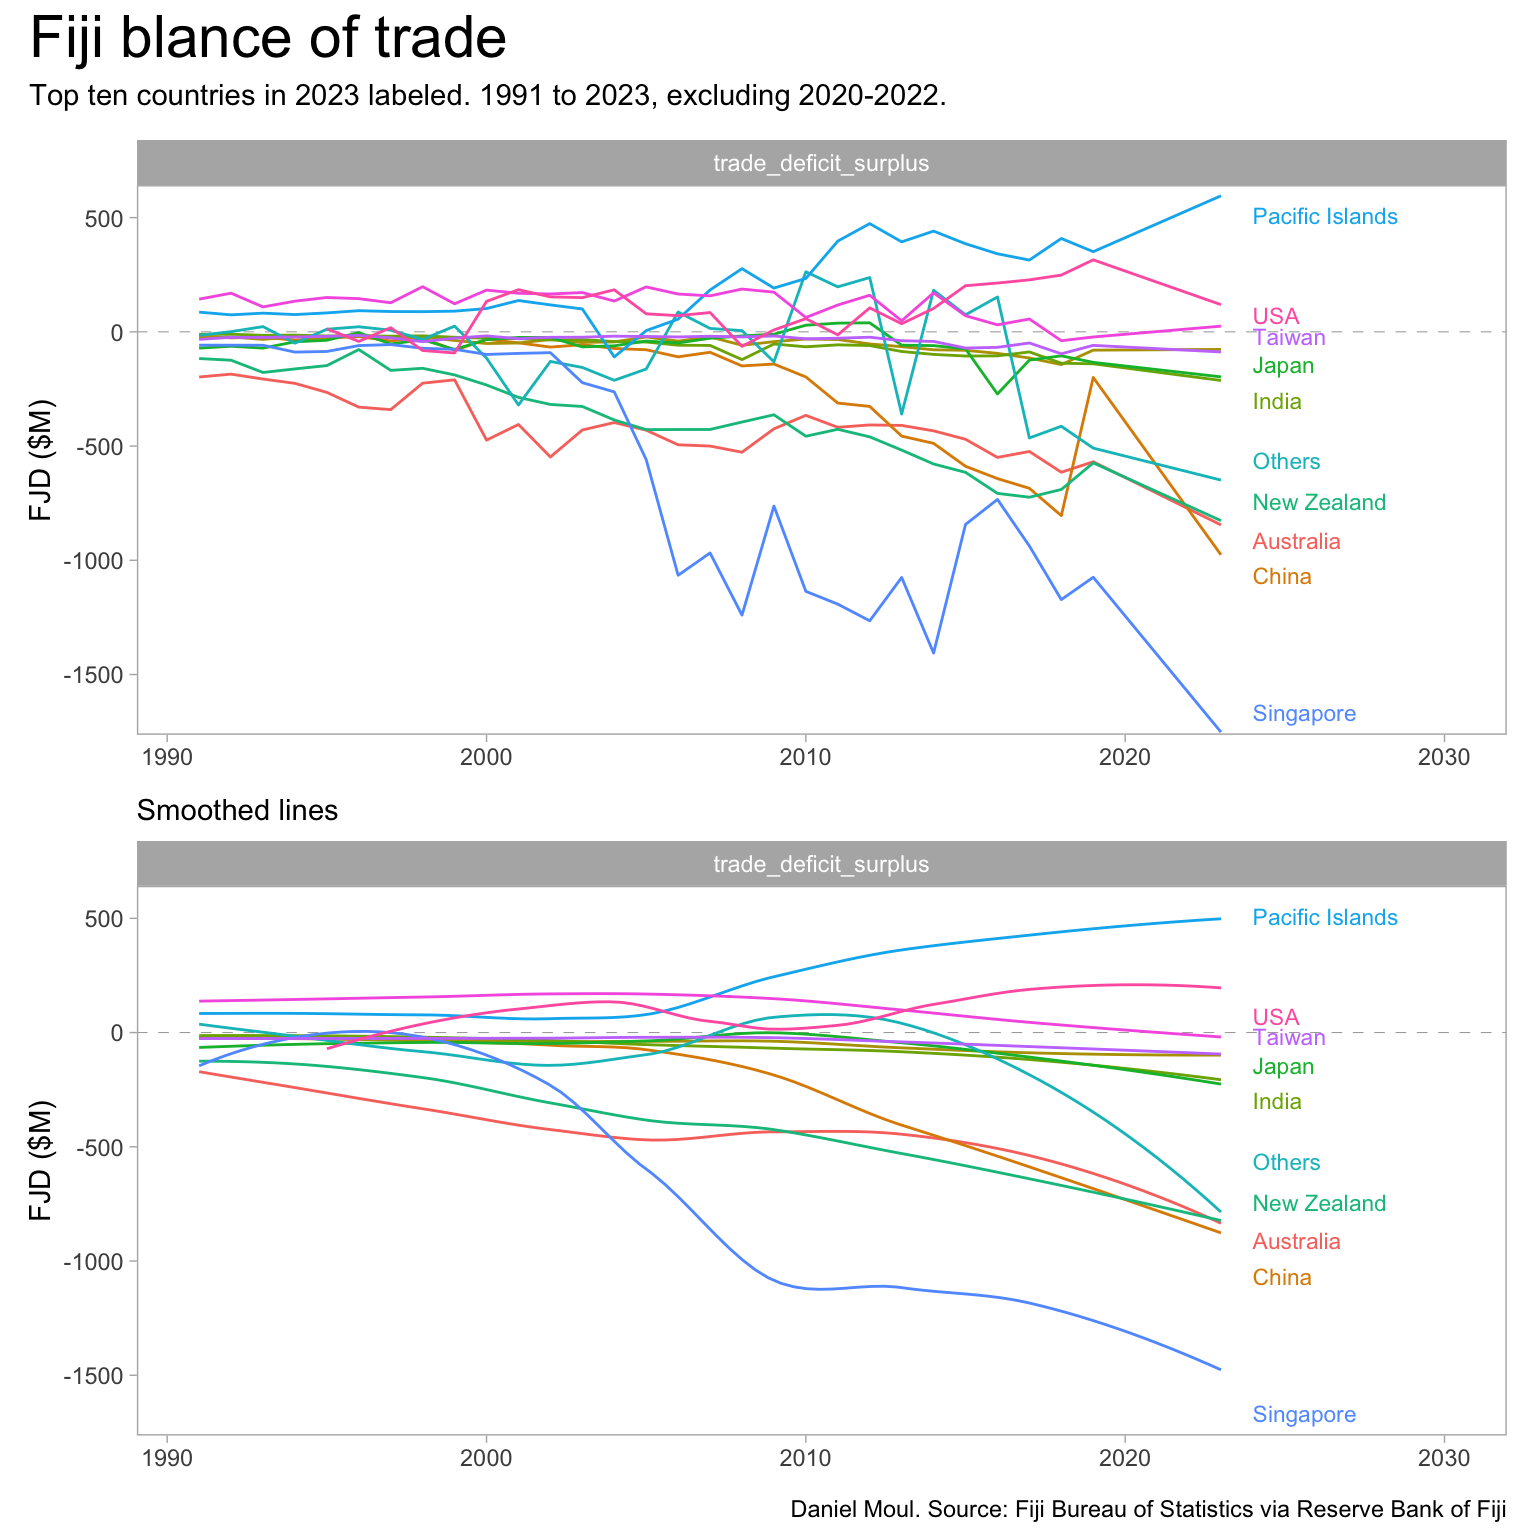 Fiji blance of trade
Top ten countries in 2023 labeled. 1991 to 2023, excluding 2020-2022.
trade_deficit_surplus
FJD ($M)
500
0
-500
-1000
-1500
Pacific Islands
USA
Taiwan
Japan
India
Others
New Zealand
Australia
China
Singapore
1990
2000
2010
2020
2030
Smoothed lines
trade_deficit_surplus
FJD ($M)
500
0
-500
-1000
-1500
Pacific Islands
USA
Taiwan
Japan
India
Others
New Zealand
Australia
China
Singapore
1990
2000
2010
2020
2030
Daniel Moul. Source: Fiji Bureau of Statistics via Reserve Bank of Fiji